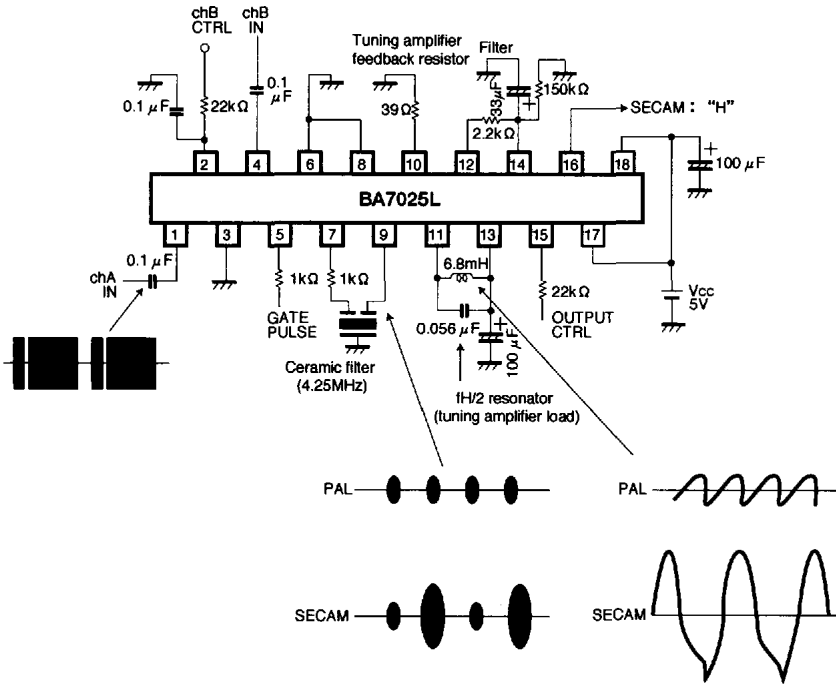 chB
CTRL
chB
IN
Tuning amplifier
feedback resistor
Filter
0.1
μF
22kΩ
0.1
μF
39Ω
33μF
+
150kΩ
2.2kΩ
SECAM : “H”
+
100 μF
2
4
6
8
10
12
14
16
18
BA7025L
1
3
5
7
9
11
13
15
17
0.1 μF
chA
IN
1kΩ
GATE
PULSE
1kΩ
Ceramic filter
(4.25MHz)
6.8mH
0.056 μF
+
100 μF
22kΩ
OUTPUT
CTRL
Vcc
5V
fH/2 resonator
(tuning amplifier load)
PAL
PAL
SECAM
SECAM